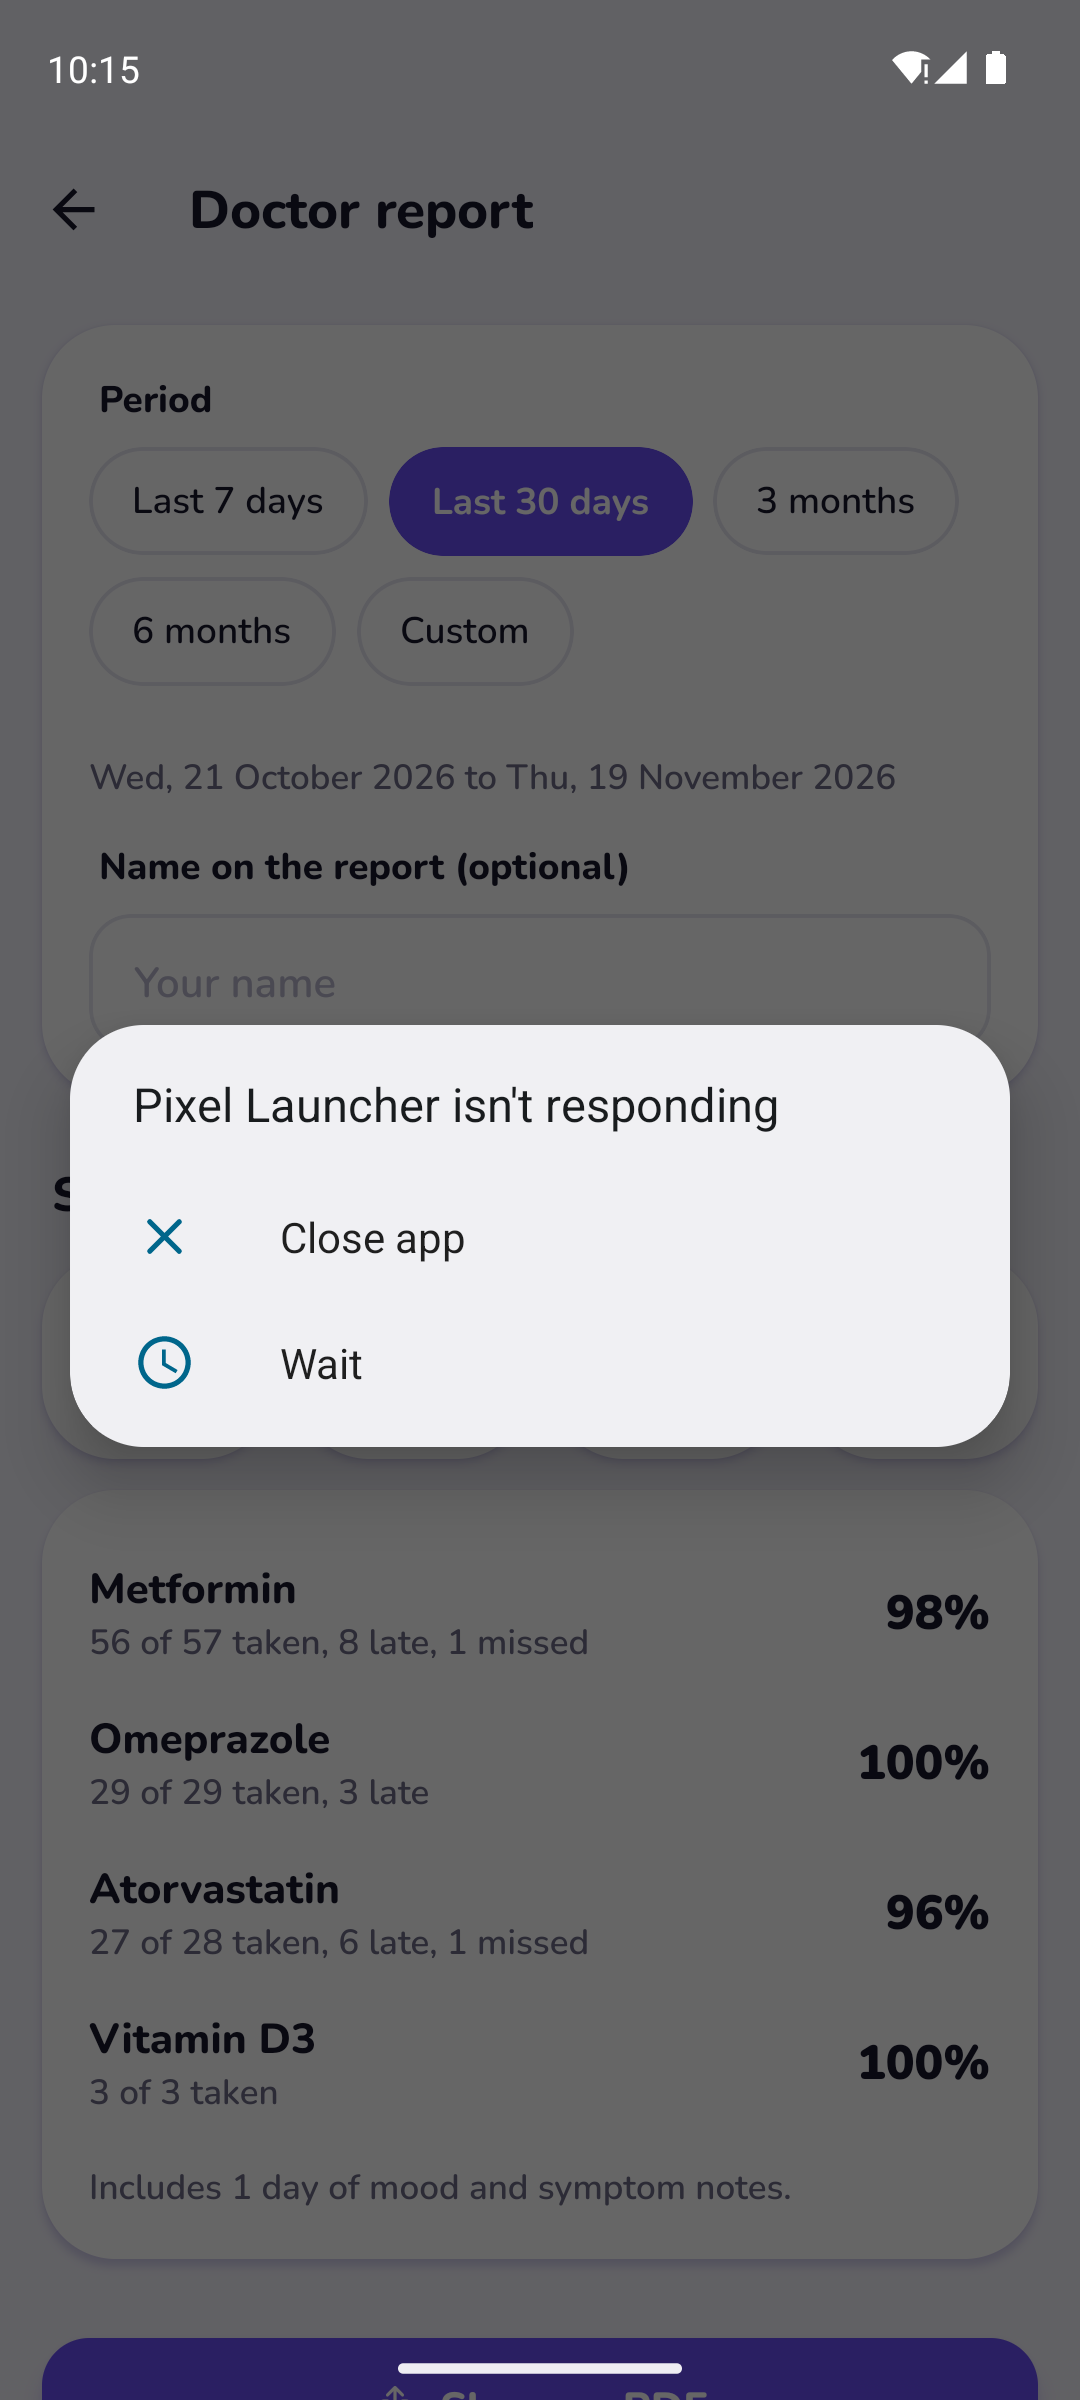 10:15
Doctor report
Period
Last 7 days
Last 30 days
3 months
6 months
Custom
Wed, 21 October 2026 to Thu, 19 November 2026
Name on the report (optional)
Your name
Pixel Launcher isn't responding
Close app
Wait
Metformin
98%
56 of 57 taken, 8 late, 1 missed
Omeprazole
100%
29 of 29 taken, 3 late
Atorvastatin
96%
27 of 28 taken, 6 late, 1 missed
Vitamin D3
100%
3 of 3 taken
Includes 1 day of mood and symptom notes.
PDF